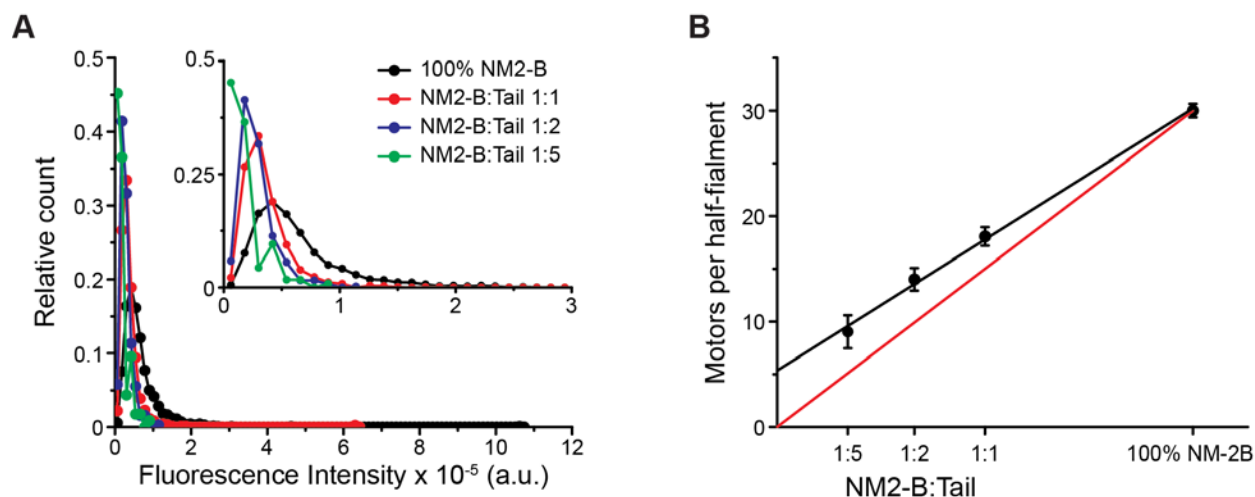 A
0.5
0.4
0.3
0.2
0.1
0
Relative count
0.5
0.25
0
0
1
2
3
100% NM2-B
NM2-B:Tail 1:1
NM2-B:Tail 1:2
NM2-B:Tail 1:5
0
2
4
6
8
10
12
Fluorescence Intensity x 10-5 (a.u.)
B
30
20
10
0
Motors per half-fialment
1:5
1:2
1:1
100% NM-2B
NM2-B:Tail